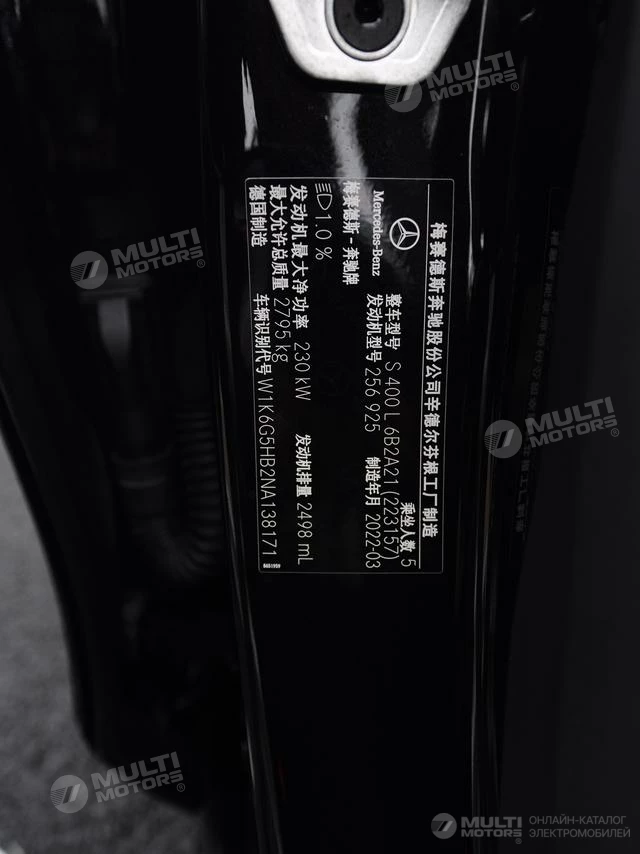 梅赛德斯奔驰股份公司辛德尔芬根工厂制造
Mercedes-Benz
整车型号 S 400 L 6B2A21(223157)
乘坐人数 5
发动机型号 256 925
制造年月 2022-03
梅赛德斯-奔驰牌
1.0 %
发动机最大净功率 230 kW
发动机排量 2498 mL
最大允许总质量 2795 kg
德国制造
车辆识别代号 W1K6G5HB2NA138171
MULTI
MOTORS
MULTI
MOTORS
MULTI
MOTORS
MULTI
MOTORS
MULTI
MOTORS
ОНЛАЙН-КАТАЛОГ
ЭЛЕКТРОМОБИЛЕЙ